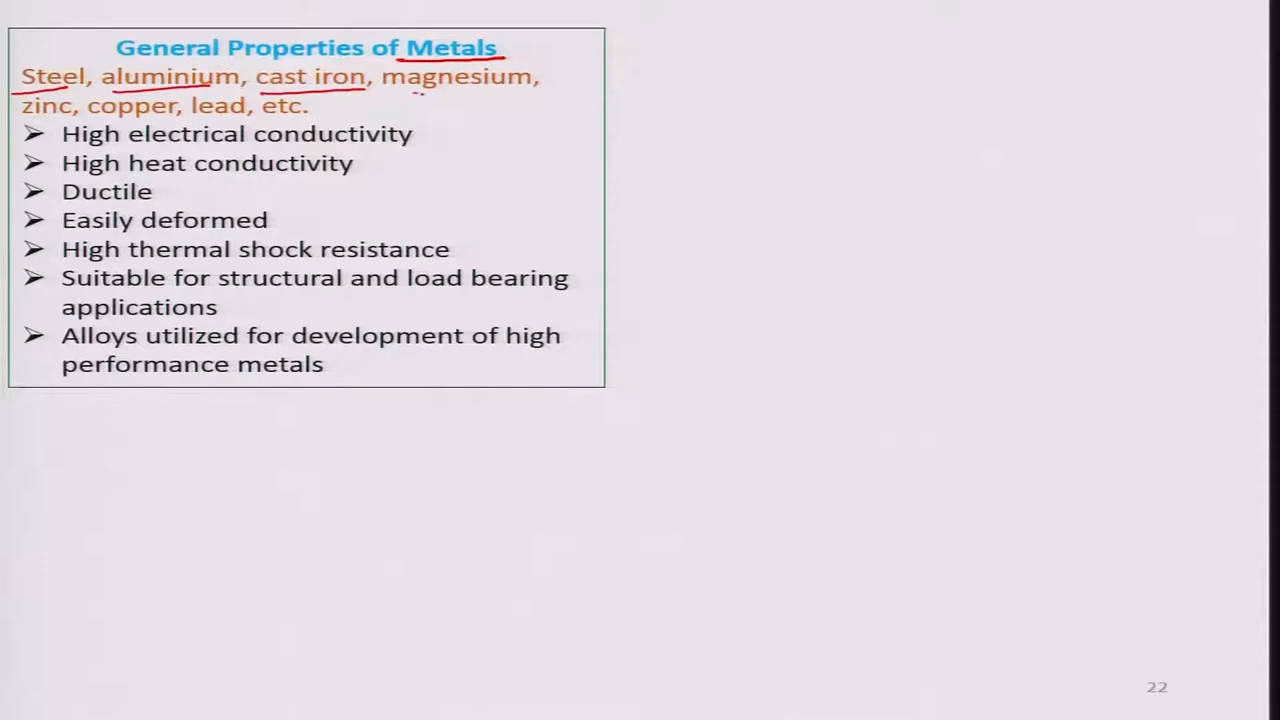 General Properties of Metals
Steel, aluminium, cast iron, magnesium,
zinc, copper, lead, etc.
➢ High electrical conductivity
➢ High heat conductivity
➢ Ductile
➢ Easily deformed
➢ High thermal shock resistance
➢ Suitable for structural and load bearing
applications
➢ Alloys utilized for development of high
performance metals
22